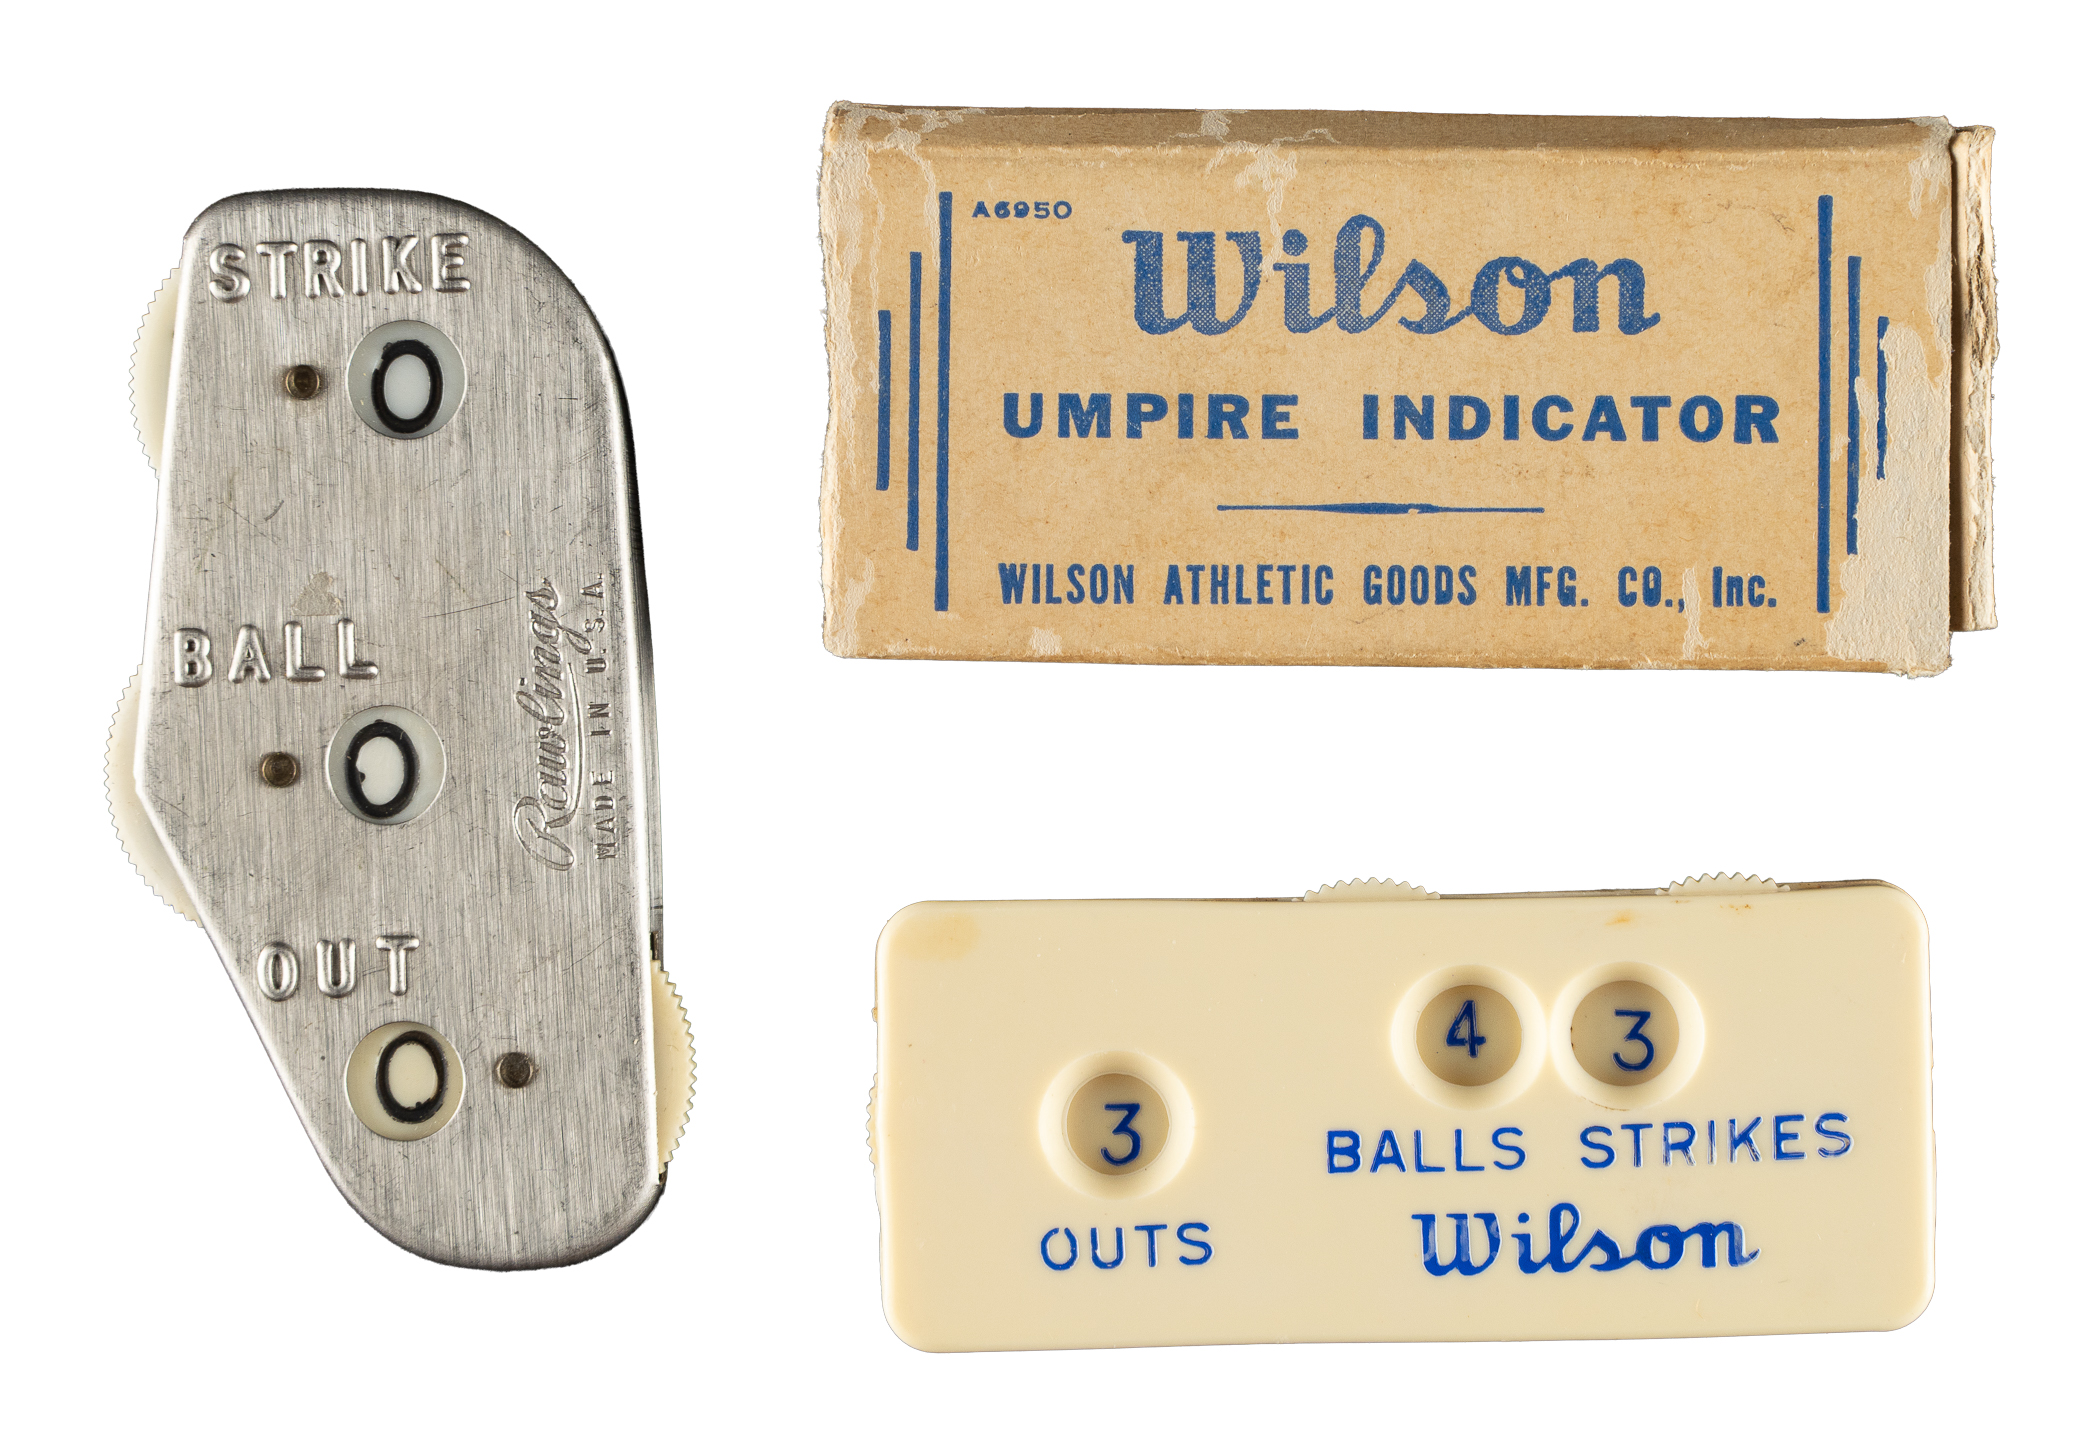 STRIKE
0
BALL
0
OUT
0
Rawlings
MADE IN U.S.A.
A6950
Wilson
UMPIRE INDICATOR
WILSON ATHLETIC GOODS MFG. CO., Inc.
4 3
3
BALLS STRIKES
OUTS
Wilson